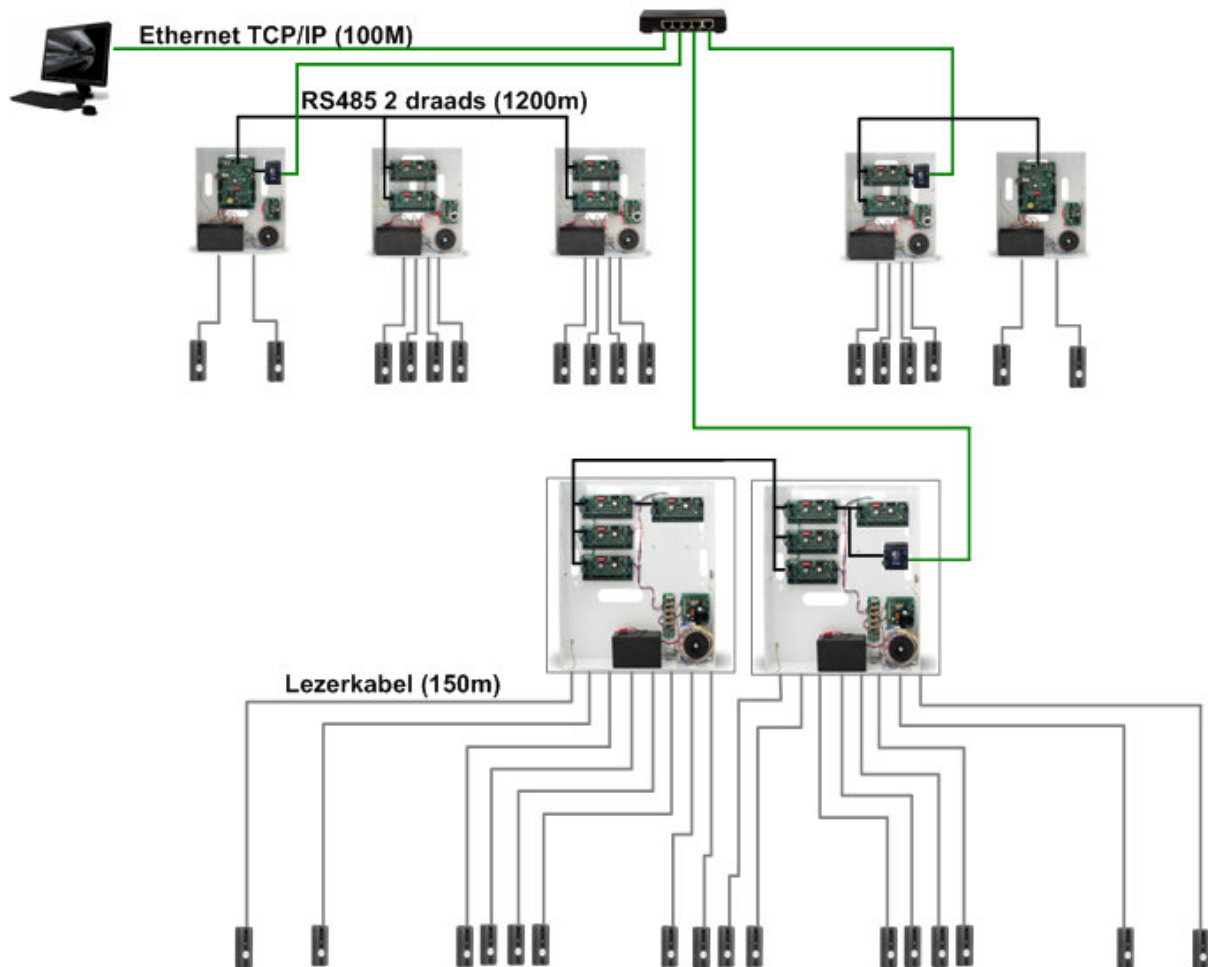 Ethernet TCP/IP (100M)
RS485 2 draads (1200m)
Lezerkabel (150m)